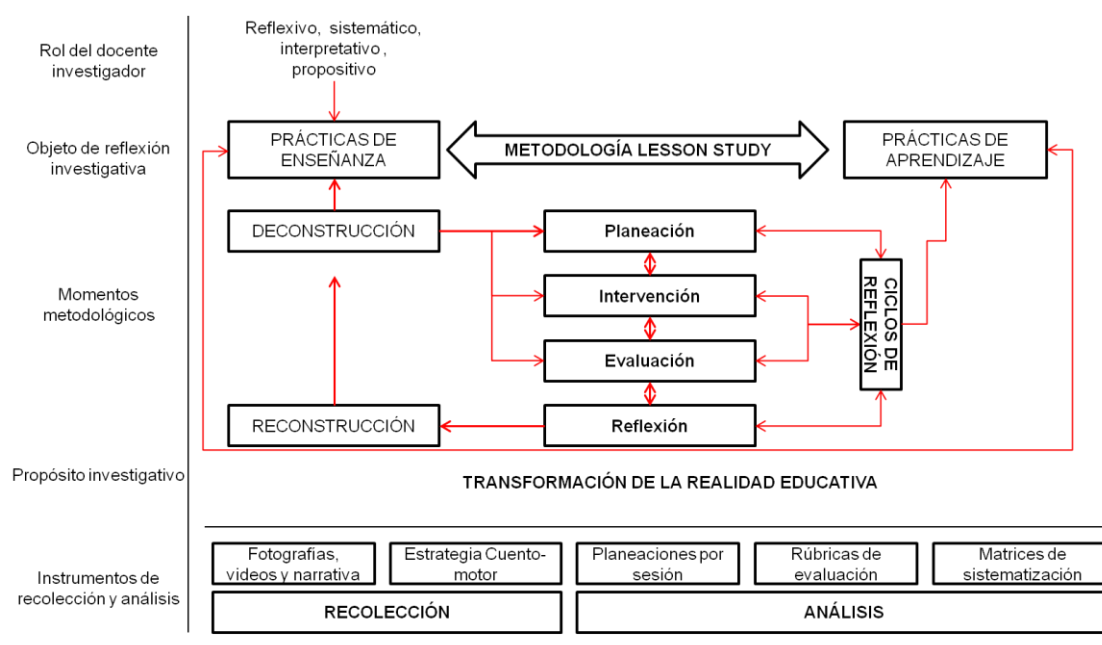 Rol del docente
investigador
Reflexivo, sistemático,
interpretativo ,
propositivo
Objeto de reflexión
investigativa
PRÁCTICAS DE
ENSEÑANZA
METODOLOGÍA LESSON STUDY
PRÁCTICAS DE
APRENDIZAJE
Momentos
metodológicos
DECONSTRUCCIÓN
Planeación
Intervención
Evaluación
Reflexión
RECONSTRUCCIÓN
CICLOS DE
REFLEXIÓN
Propósito investigativo
TRANSFORMACIÓN DE LA REALIDAD EDUCATIVA
Instrumentos de
recolección y análisis
Fotografías,
videos y narrativa
Estrategia Cuento-
motor
Planeaciones por
sesión
Rúbricas de
evaluación
Matrices de
sistematización
RECOLECCIÓN
ANÁLISIS